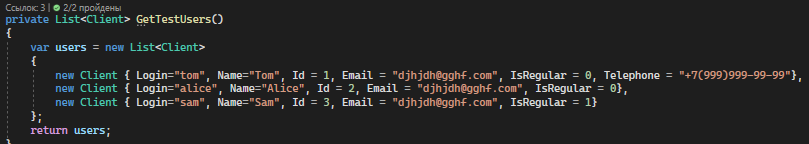 Ссылок: 3 | 2/2 пройдены
private List<Client> GetTestUsers()
{
var users = new List<Client>
{
new Client { Login="tom", Name="Tom", Id = 1, Email = "djhjdh@gghf.com", IsRegular = 0, Telephone = "+7(999)999-99-99"},
new Client { Login="alice", Name="Alice", Id = 2, Email = "djhjdh@gghf.com", IsRegular = 0},
new Client { Login="sam", Name="Sam", Id = 3, Email = "djhjdh@gghf.com", IsRegular = 1}
};
return users;
}